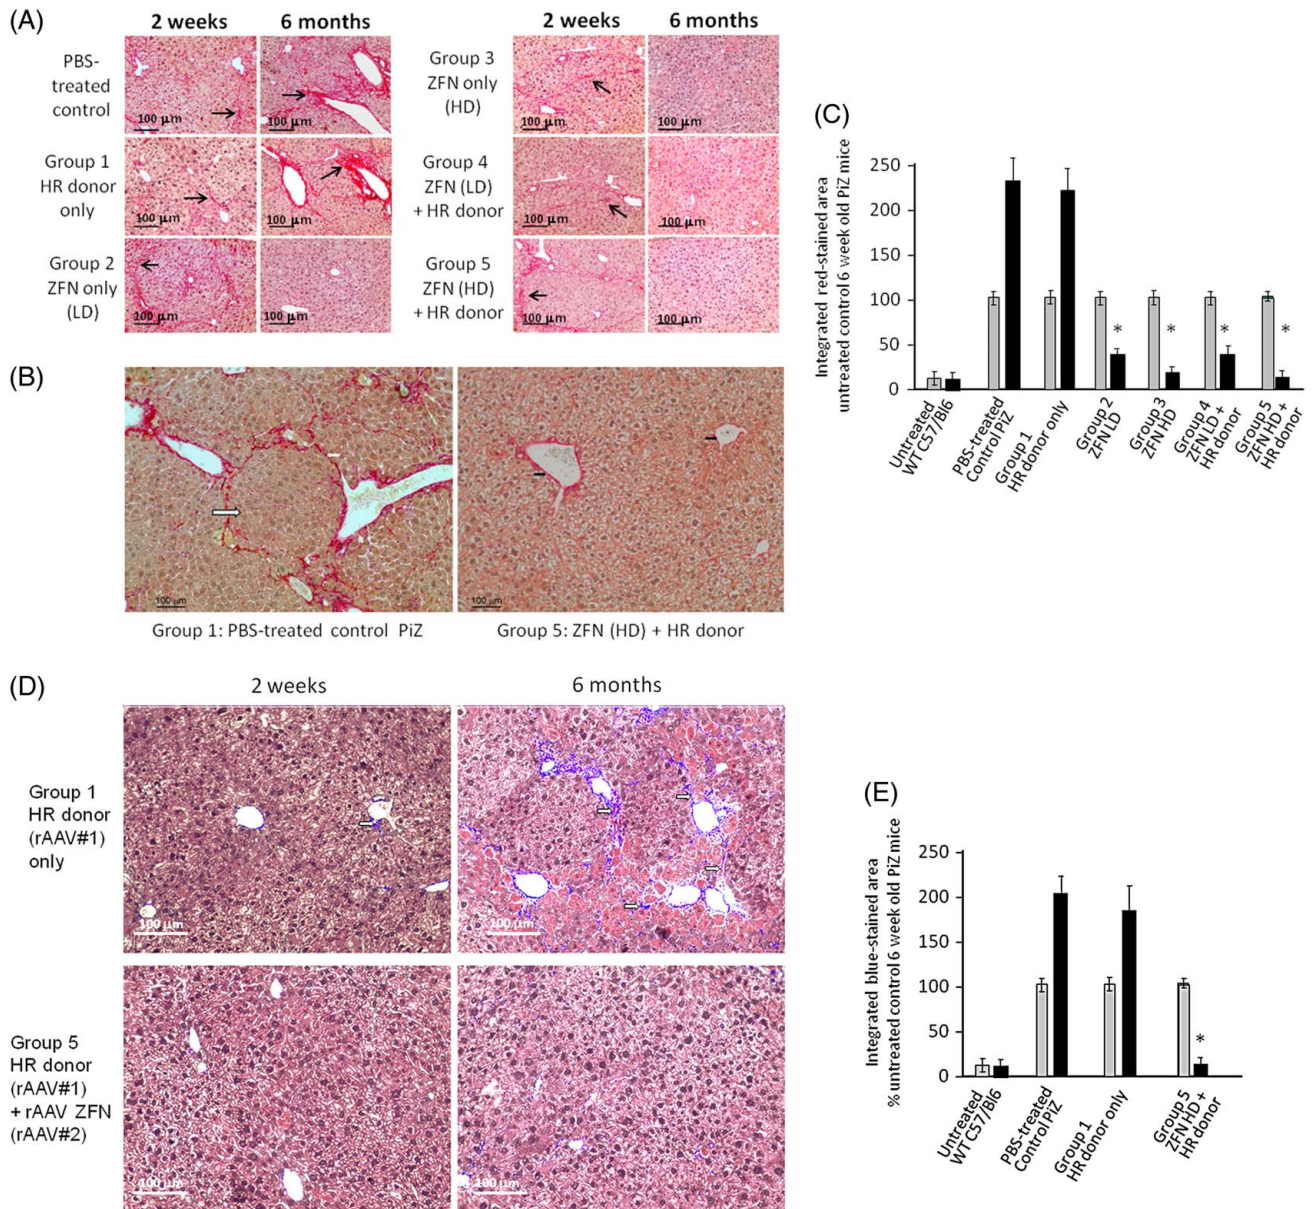 (A)
2 weeks
6 months
2 weeks
6 months
PBS-
treated
control
100 μm
100 μm
Group 1
HR donor
only
100 μm
100 μm
Group 2
ZFN only
(LD)
100 μm
100 μm
Group 3
ZFN only
(HD)
100 μm
100 μm
Group 4
ZFN (LD)
+ HR donor
100 μm
100 μm
Group 5
ZFN (HD)
+ HR donor
100 μm
100 μm
(B)
100 μm
100 μm
Group 1: PBS-treated control PiZ
Group 5: ZFN (HD) + HR donor
(C)
Integrated red-stained area
untreated control 6 week old PiZ mice
250
200
150
100
50
0
* * * *
Untreated
WT C57/Bl6
PBS-treated
Control PiZ
Group 1
HR donor only
Group 2
ZFN LD
Group 3
ZFN HD
Group 4
ZFN LD +
HR donor
Group 5
ZFN HD +
HR donor
(D)
2 weeks
6 months
Group 1
HR donor
(rAAV#1)
only
100 μm
100 μm
Group 5
HR donor
(rAAV#1)
+ rAAV ZFN
(rAAV#2)
100 μm
100 μm
(E)
Integrated blue-stained area
% untreated control 6 week old PiZ mice
250
200
150
100
50
0
*
Untreated
WT C57/Bl6
PBS-treated
Control PiZ
Group 1
HR donor only
Group 5
ZFN HD +
HR donor